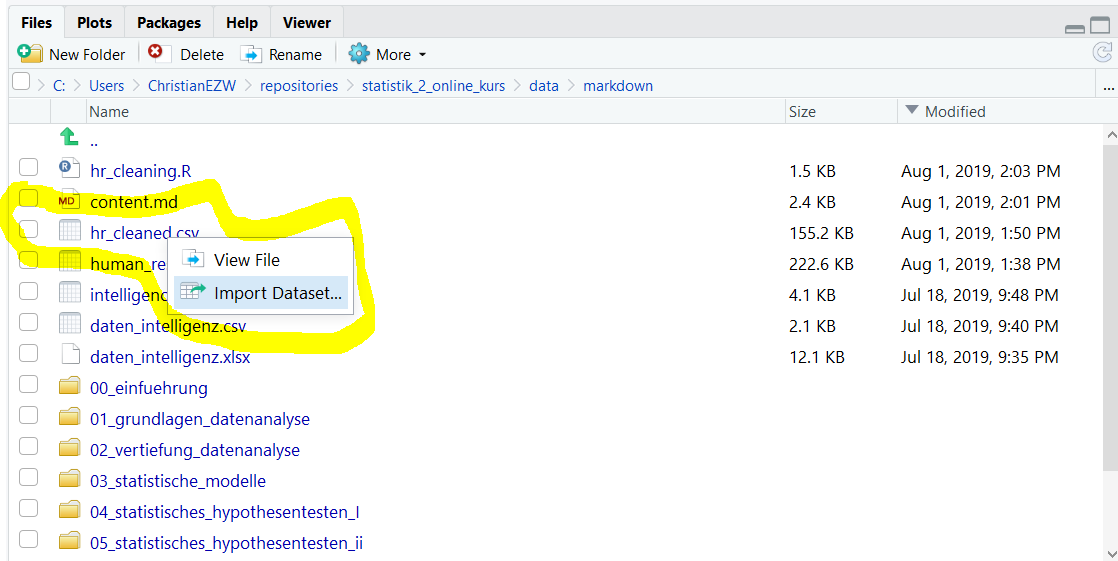 Files Plots Packages Help Viewer
New Folder Delete Rename More
C: Users ChristianEZW repositories statistik_2_online_kurs data markdown ...
Name Size Modified
..
hr_cleaning.R 1.5 KB Aug 1, 2019, 2:03 PM
MD content.md 2.4 KB Aug 1, 2019, 2:01 PM
hr_cleaned.csv 155.2 KB Aug 1, 2019, 1:50 PM
View File
human_re 222.6 KB Aug 1, 2019, 1:38 PM
Import Dataset...
intelligenc 4.1 KB Jul 18, 2019, 9:48 PM
daten_intelligenz.csv 2.1 KB Jul 18, 2019, 9:40 PM
daten_intelligenz.xlsx 12.1 KB Jul 18, 2019, 9:35 PM
00_einfuehrung
01_grundlagen_datenanalyse
02_vertiefung_datenanalyse
03_statistische_modelle
04_statistisches_hypothesentesten_I
05_statistisches_hypothesentesten_ii